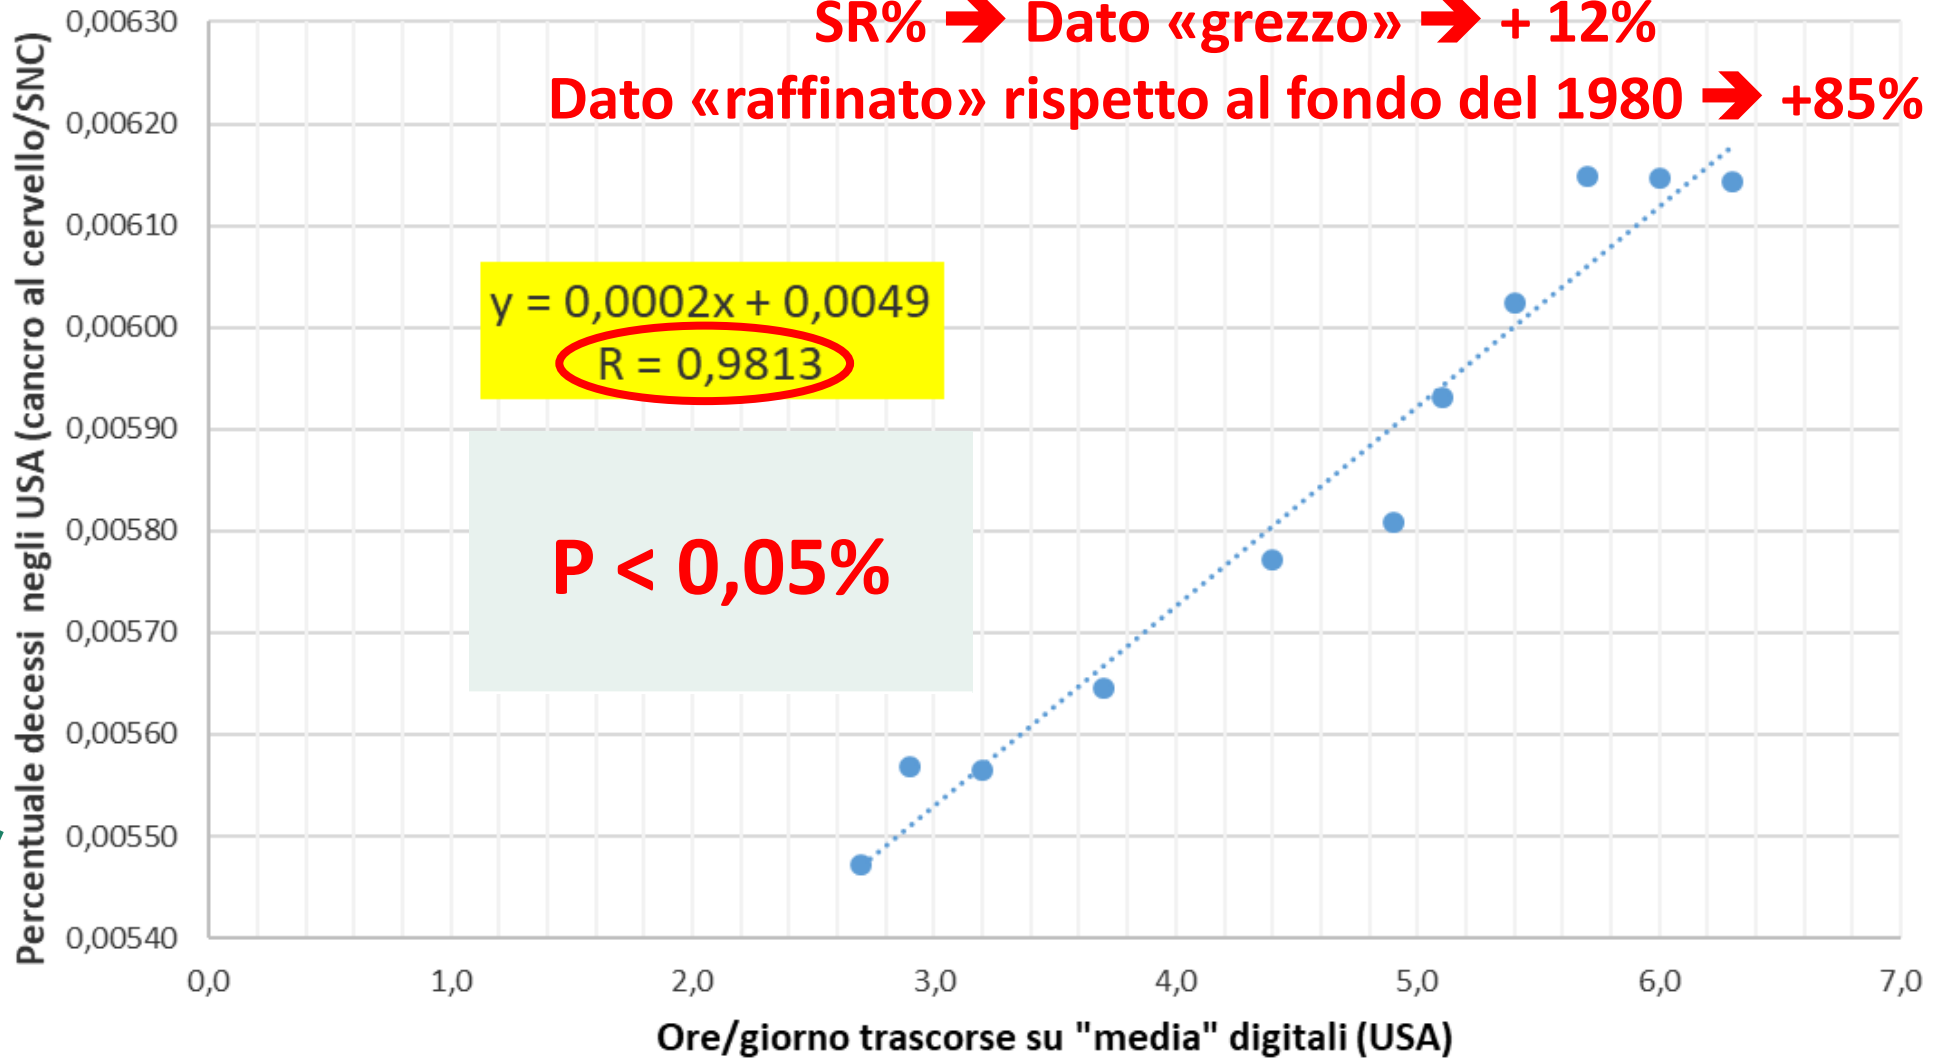 SR% ➔ Dato «grezzo» ➔ + 12%
Dato «raffinato» rispetto al fondo del 1980 ➔ +85%
Percentuale decessi negli USA (cancro al cervello/SNC)
0,00630
0,00620
0,00610
0,00600
0,00590
0,00580
0,00570
0,00560
0,00550
0,00540
y = 0,0002x + 0,0049
R = 0,9813
P < 0,05%
0,0 1,0 2,0 3,0 4,0 5,0 6,0 7,0
Ore/giorno trascorse su "media" digitali (USA)